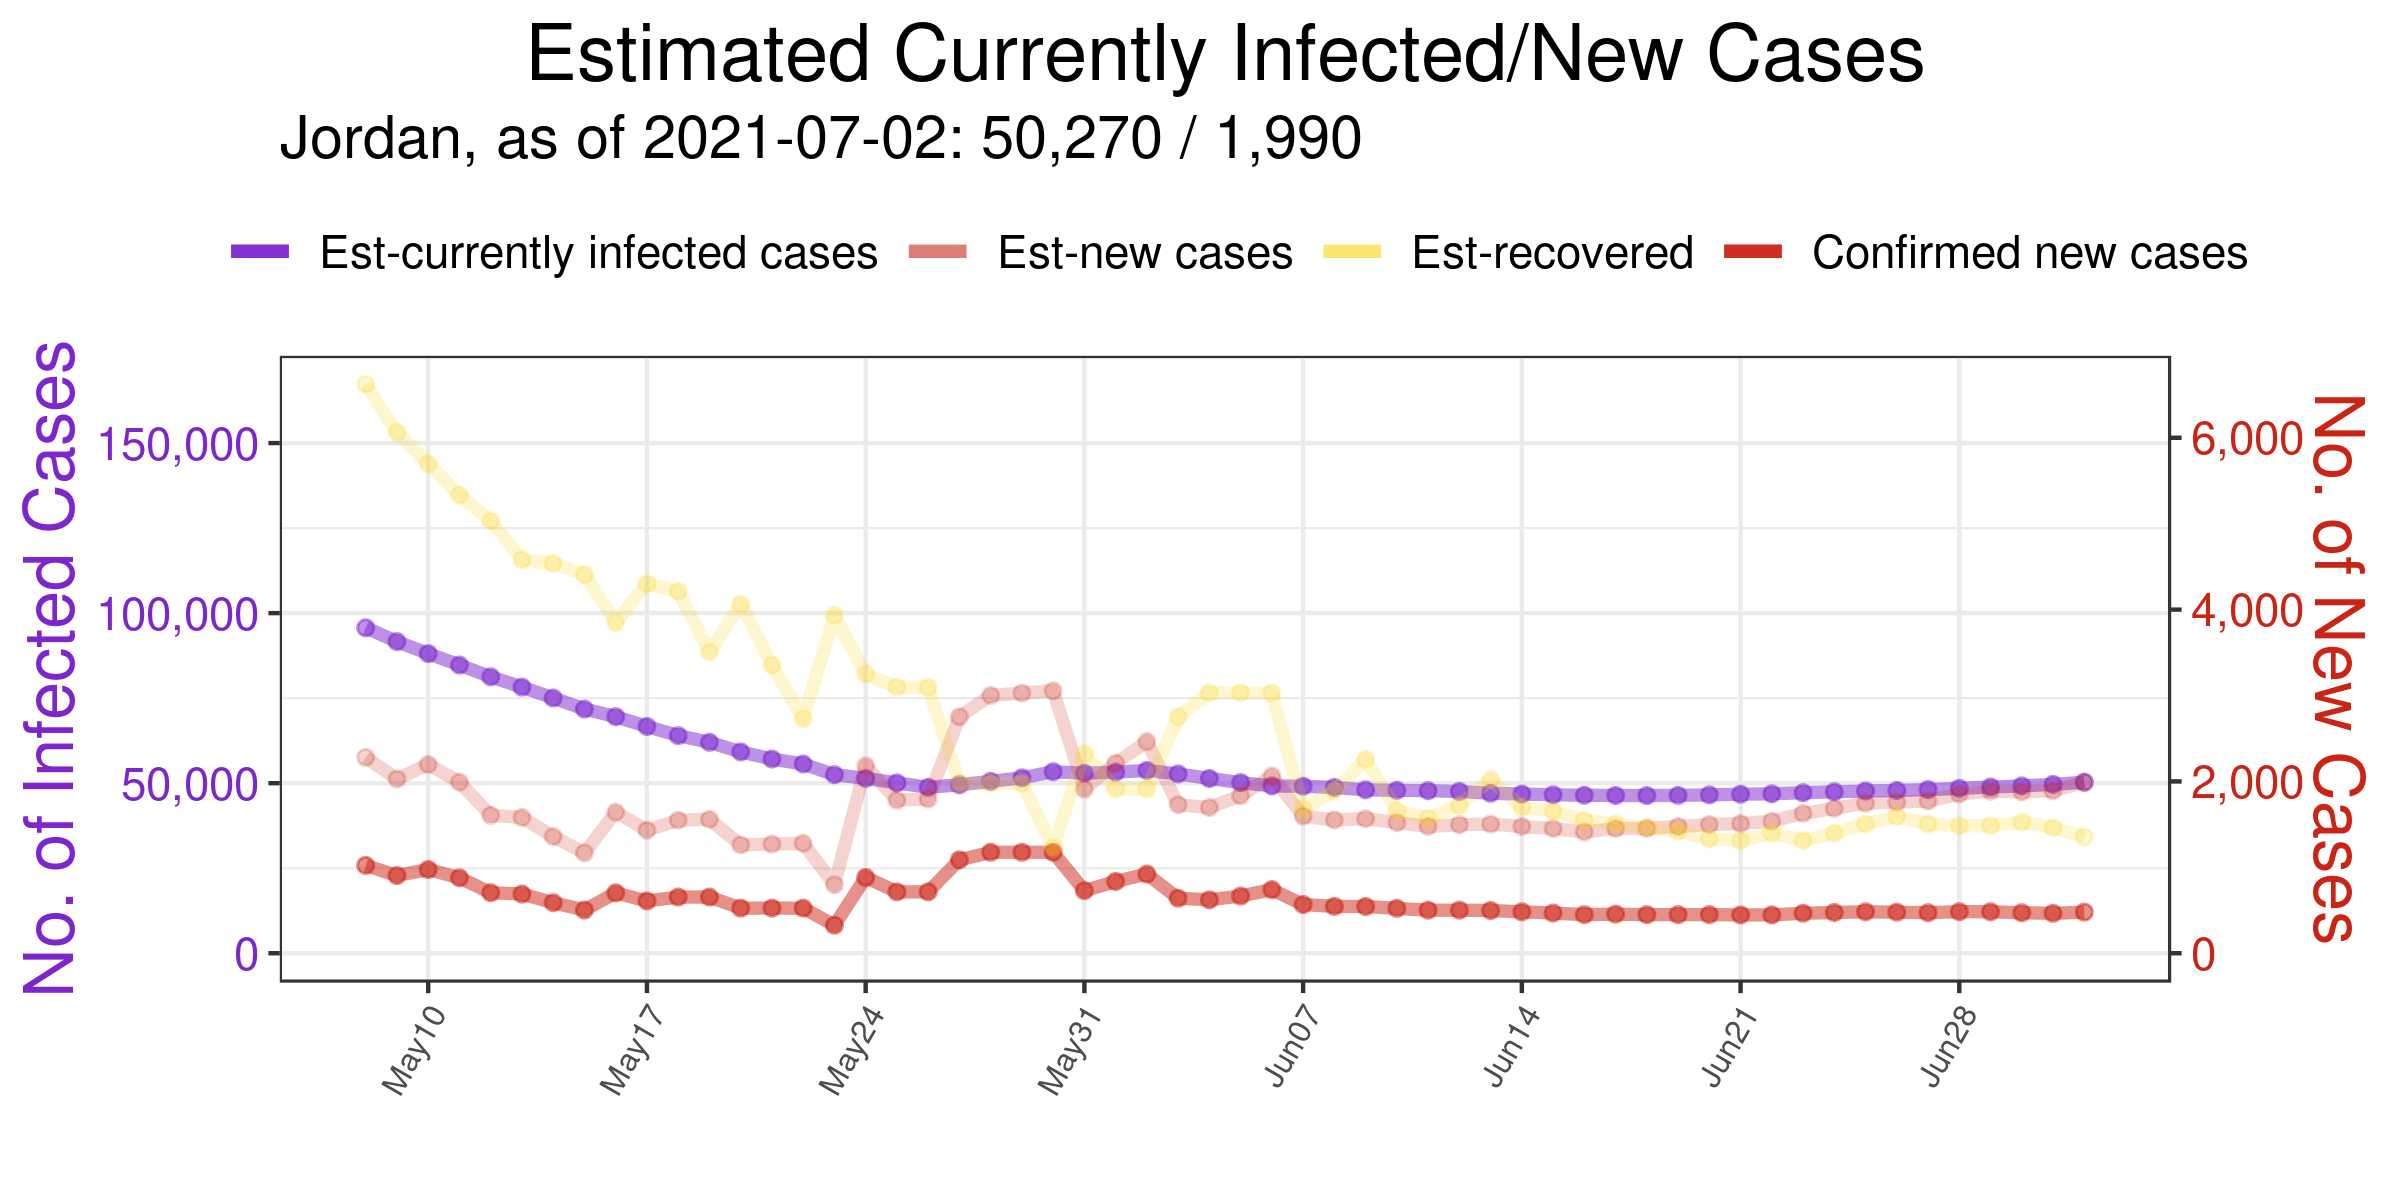 Estimated Currently Infected/New Cases
Jordan, as of 2021-07-02: 50,270 / 1,990
Est-currently infected cases Est-new cases Est-recovered Confirmed new cases
No. of Infected Cases
150,000
100,000
50,000
0
6,000
4,000
2,000
0
No. of New Cases
May10 May17 May24 May31 Jun07 Jun14 Jun21 Jun28